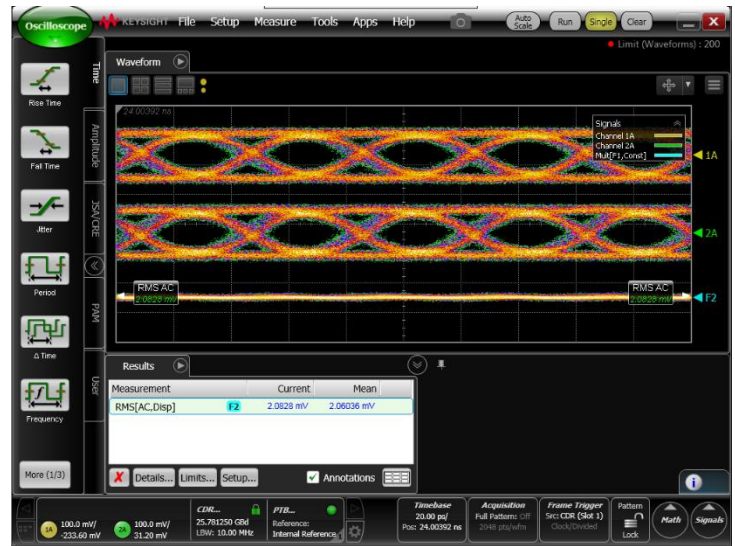 Oscilloscope
KEYSIGHT File Setup Measure Tools Apps Help
Auto Scale Run Single Clear
Limit (Waveforms) : 200
Waveform
Time
Amplitude
JSA/CRE
PAM
User
Rise Time
Fall Time
Jitter
Period
Δ Time
Frequency
More (1/3)
24.00392 ns
Signals
Channel 1A
Channel 2A
Mult[F1,Const]
1A
2A
F2
RMS AC
2.0828 mV
RMS AC
2.0828 mV
Results
Measurement Current Mean
RMS[AC,Disp] F2 2.0828 mV 2.06036 mV
Details... Limits... Setup... Annotations
1A 100.0 mV/
-233.60 mV
2A 100.0 mV/
31.20 mV
CDR...
25.781250 GBd
LBW: 10.00 MHz
PTB...
Reference:
Internal Reference
Timebase
20.00 ps/
Pos: 24.00392 ns
Acquisition
Full Pattern: Off
2048 pts/wfm
Frame Trigger
Src: CDR (Slot 1)
Clock/Divided
Pattern
Lock
Math
Signals